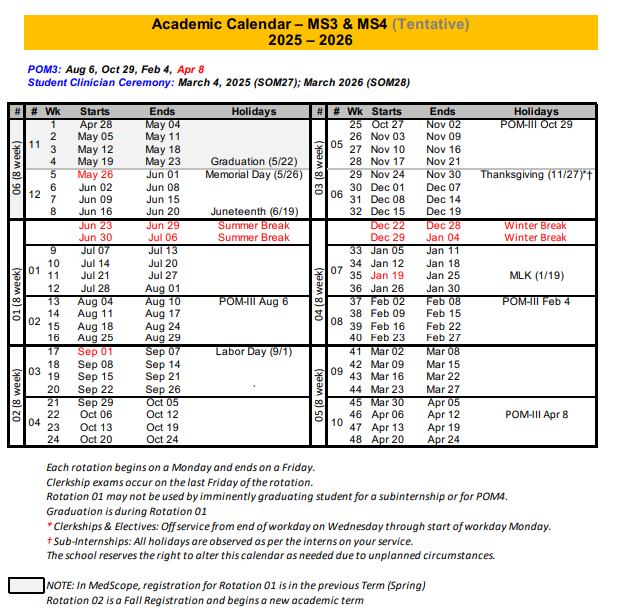 Academic Calendar – MS3 & MS4 (Tentative)
2025 – 2026
POM3: Aug 6, Oct 29, Feb 4, Apr 8
Student Clinician Ceremony: March 4, 2025 (SOM27); March 2026 (SOM28)
# # Wk Starts Ends Holidays # # Wk Starts Ends Holidays
06 (8 week) 11 1 Apr 28 May 04 03 (8 week) 05 25 Oct 27 Nov 02 POM-III Oct 29
2 May 05 May 11 26 Nov 03 Nov 09
3 May 12 May 18 27 Nov 10 Nov 16
4 May 19 May 23 Graduation (5/22) 28 Nov 17 Nov 21
12 5 May 26 Jun 01 Memorial Day (5/26) 06 29 Nov 24 Nov 30 Thanksgiving (11/27)*†
6 Jun 02 Jun 08 30 Dec 01 Dec 07
7 Jun 09 Jun 15 31 Dec 08 Dec 14
8 Jun 16 Jun 20 Juneteenth (6/19) 32 Dec 15 Dec 19
01 (8 week) Jun 23 Jun 29 Summer Break 04 (8 week) Dec 22 Dec 28 Winter Break
Jun 30 Jul 06 Summer Break Dec 29 Jan 04 Winter Break
01 9 Jul 07 Jul 13 07 33 Jan 05 Jan 11
10 Jul 14 Jul 20 34 Jan 12 Jan 18
11 Jul 21 Jul 27 35 Jan 19 Jan 25 MLK (1/19)
12 Jul 28 Aug 01 36 Jan 26 Jan 30
02 13 Aug 04 Aug 10 POM-III Aug 6 08 37 Feb 02 Feb 08 POM-III Feb 4
14 Aug 11 Aug 17 38 Feb 09 Feb 15
15 Aug 18 Aug 24 39 Feb 16 Feb 22
16 Aug 25 Aug 29 40 Feb 23 Feb 27
02 (8 week) 03 17 Sep 01 Sep 07 Labor Day (9/1) 05 (8 week) 09 41 Mar 02 Mar 08
18 Sep 08 Sep 14 42 Mar 09 Mar 15
19 Sep 15 Sep 21 43 Mar 16 Mar 22
20 Sep 22 Sep 26 44 Mar 23 Mar 27
04 21 Sep 29 Oct 05 10 45 Mar 30 Apr 05
22 Oct 06 Oct 12 46 Apr 06 Apr 12 POM-III Apr 8
23 Oct 13 Oct 19 47 Apr 13 Apr 19
24 Oct 20 Oct 24 48 Apr 20 Apr 24
Each rotation begins on a Monday and ends on a Friday.
Clerkship exams occur on the last Friday of the rotation.
Rotation 01 may not be used by imminently graduating student for a subinternship or for POM4.
Graduation is during Rotation 01
* Clerkships & Electives: Off service from end of workday on Wednesday through start of workday Monday.
† Sub-Internships: All holidays are observed as per the interns on your service.
The school reserves the right to alter this calendar as needed due to unplanned circumstances.
NOTE: In MedScope, registration for Rotation 01 is in the previous Term (Spring)
Rotation 02 is a Fall Registration and begins a new academic term